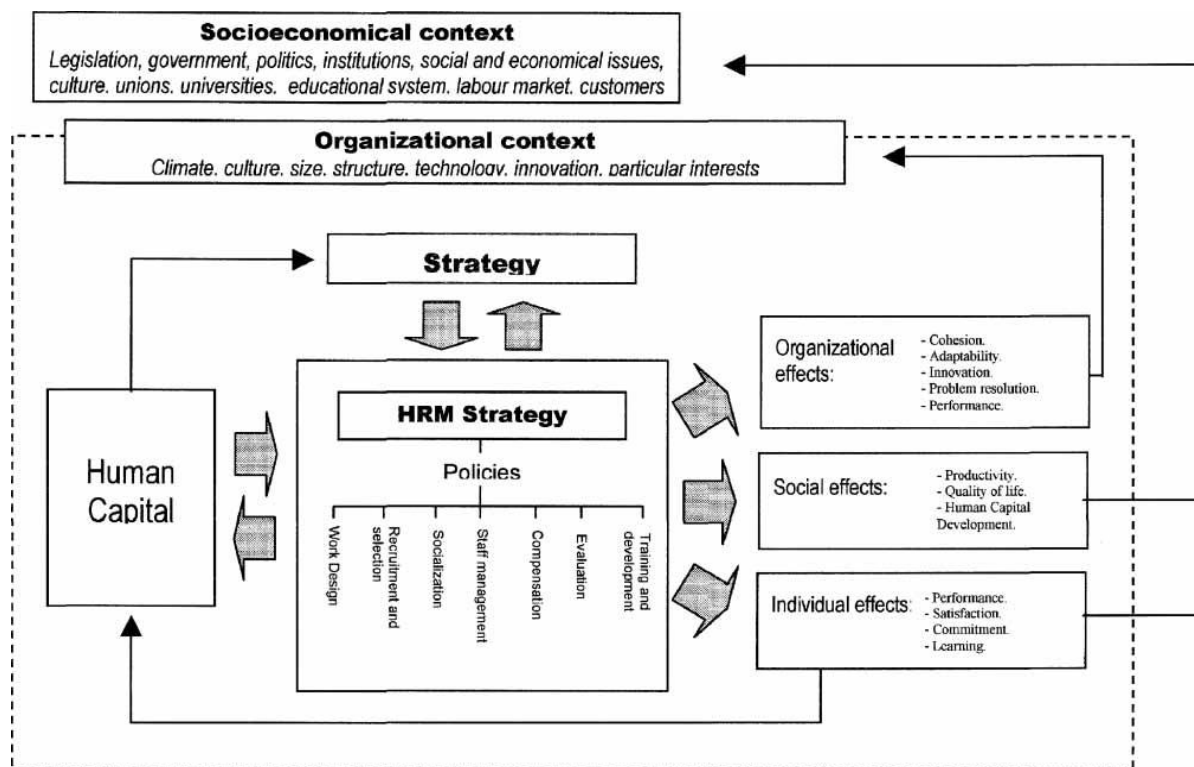 Socioeconomical context
Legislation, government, politics, institutions, social and economical issues,
culture, unions, universities, educational system, labour market, customers
Organizational context
Climate, culture, size, structure, technology, innovation, particular interests
Strategy
Human
Capital
HRM Strategy
Policies
Work Design
Recruitment and
selection
Socialization
Staff management
Compensation
Evaluation
Training and
development
Organizational
effects:
- Cohesion.
- Adaptability.
- Innovation.
- Problem resolution.
- Performance.
Social effects:
- Productivity.
- Quality of life.
- Human Capital
Development.
Individual effects:
- Performance.
- Satisfaction.
- Commitment.
- Learning.